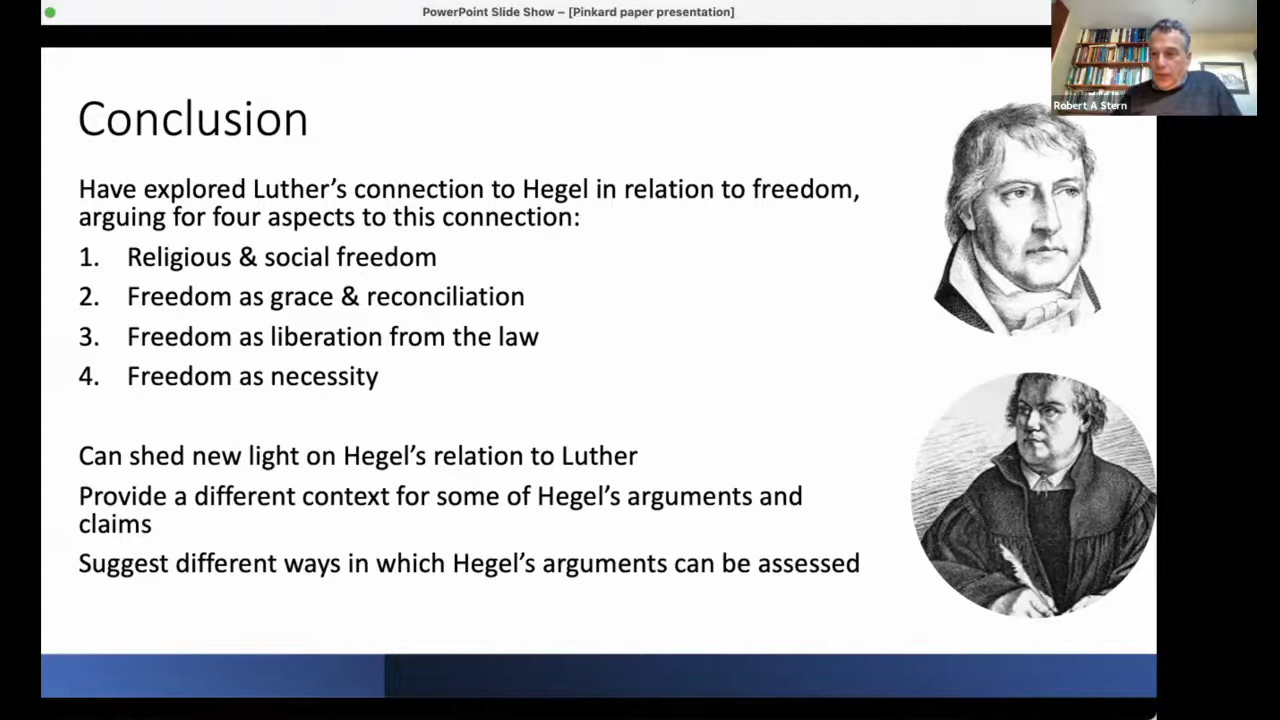 PowerPoint Slide Show – [Pinkard paper presentation]
Robert A Stern
Conclusion
Have explored Luther's connection to Hegel in relation to freedom,
arguing for four aspects to this connection:
1. Religious & social freedom
2. Freedom as grace & reconciliation
3. Freedom as liberation from the law
4. Freedom as necessity
Can shed new light on Hegel's relation to Luther
Provide a different context for some of Hegel's arguments and
claims
Suggest different ways in which Hegel's arguments can be assessed